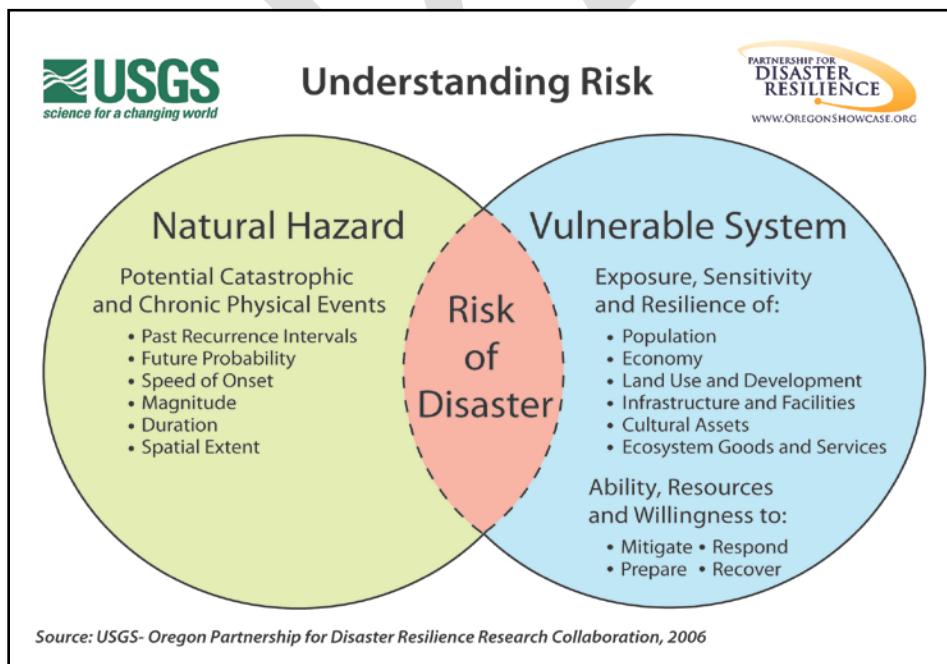 USGS
science for a changing world
Understanding Risk
PARTNERSHIP FOR
DISASTER
RESILIENCE
WWW.OREGONSHOWCASE.ORG
Natural Hazard
Potential Catastrophic
and Chronic Physical Events
• Past Recurrence Intervals
• Future Probability
• Speed of Onset
• Magnitude
• Duration
• Spatial Extent
Risk
of
Disaster
Vulnerable System
Exposure, Sensitivity
and Resilience of:
• Population
• Economy
• Land Use and Development
• Infrastructure and Facilities
• Cultural Assets
• Ecosystem Goods and Services
Ability, Resources
and Willingness to:
• Mitigate • Respond
• Prepare • Recover
Source: USGS- Oregon Partnership for Disaster Resilience Research Collaboration, 2006